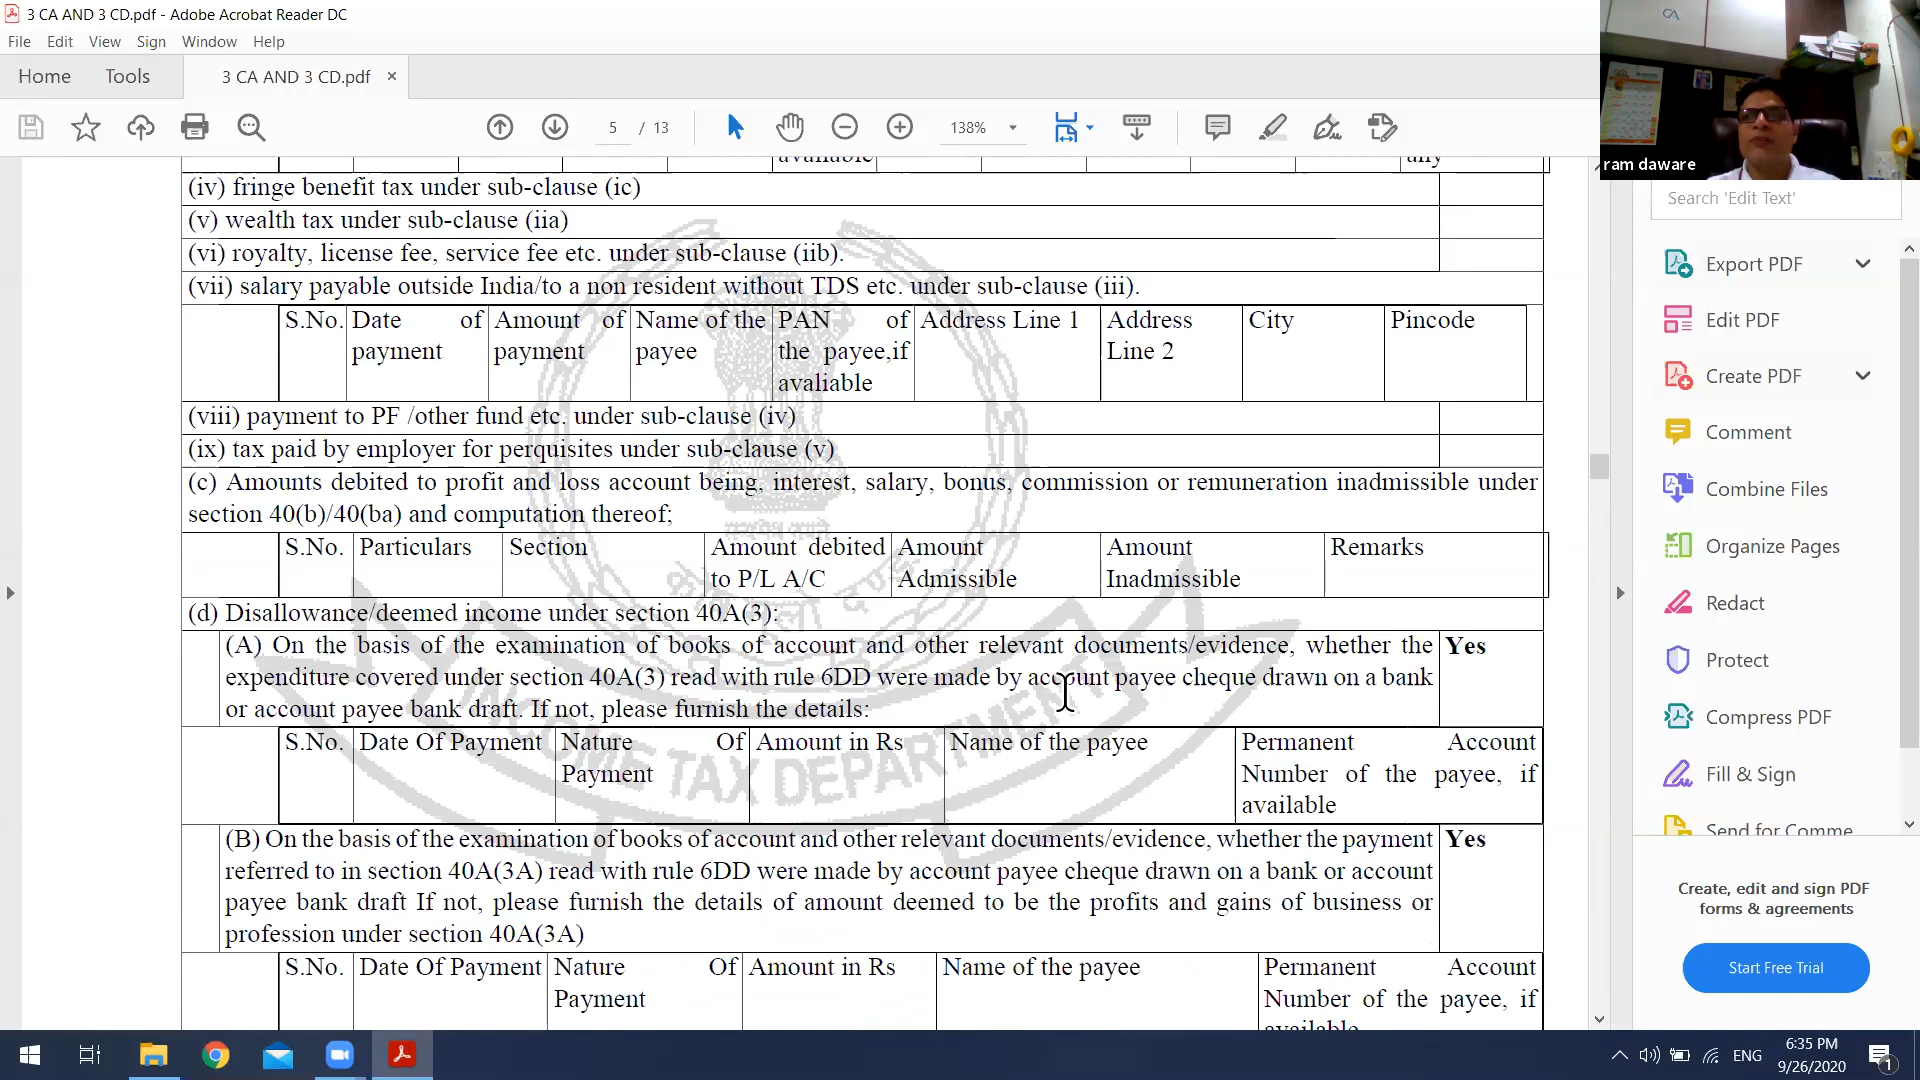 3 CA AND 3 CD.pdf - Adobe Acrobat Reader DC
File Edit View Sign Window Help
Home Tools 3 CA AND 3 CD.pdf ×
5 / 13 138%
ram daware
any
(iv) fringe benefit tax under sub-clause (ic)
(v) wealth tax under sub-clause (iia)
(vi) royalty, license fee, service fee etc. under sub-clause (iib).
(vii) salary payable outside India/to a non resident without TDS etc. under sub-clause (iii).
S.No. Date of Amount of Name of the PAN of Address Line 1 Address City Pincode
payment payment payee the payee,if Line 2
avaliable
(viii) payment to PF /other fund etc. under sub-clause (iv)
(ix) tax paid by employer for perquisites under sub-clause (v)
(c) Amounts debited to profit and loss account being, interest, salary, bonus, commission or remuneration inadmissible under
section 40(b)/40(ba) and computation thereof;
S.No. Particulars Section Amount debited Amount Amount Remarks
to P/L A/C Admissible Inadmissible
(d) Disallowance/deemed income under section 40A(3):
(A) On the basis of the examination of books of account and other relevant documents/evidence, whether the Yes
expenditure covered under section 40A(3) read with rule 6DD were made by account payee cheque drawn on a bank
or account payee bank draft. If not, please furnish the details:
S.No. Date Of Payment Nature Of Amount in Rs Name of the payee Permanent Account
Payment Number of the payee, if
available
(B) On the basis of the examination of books of account and other relevant documents/evidence, whether the payment Yes
referred to in section 40A(3A) read with rule 6DD were made by account payee cheque drawn on a bank or account
payee bank draft If not, please furnish the details of amount deemed to be the profits and gains of business or
profession under section 40A(3A)
S.No. Date Of Payment Nature Of Amount in Rs Name of the payee Permanent Account
Payment Number of the payee, if
available
INCOME TAX DEPARTMENT
Search 'Edit Text'
Export PDF
Edit PDF
Create PDF
Comment
Combine Files
Organize Pages
Redact
Protect
Compress PDF
Fill & Sign
Send for Comme
Create, edit and sign PDF
forms & agreements
Start Free Trial
ENG 6:35 PM
9/26/2020
1